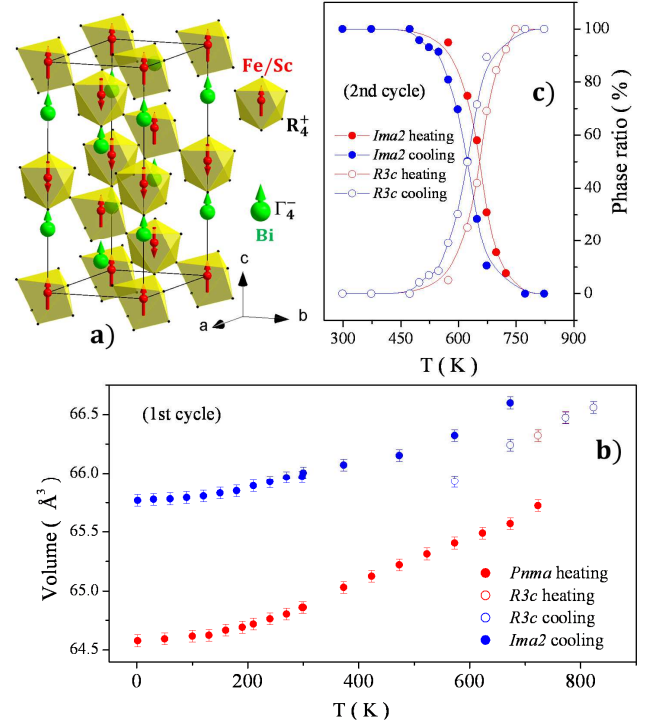 Fe/Sc
R₄⁺
Γ₄⁻
Bi
c
a
b
a)
(2nd cycle)
c)
Ima2 heating
Ima2 cooling
R3c heating
R3c cooling
100
80
60
40
20
0
Phase ratio ( % )
300 450 600 750 900
T ( K )
(1st cycle)
b)
66.5
66.0
65.5
65.0
64.5
Volume ( Å³ )
Pnma heating
R3c heating
R3c cooling
Ima2 cooling
0 200 400 600 800
T ( K )